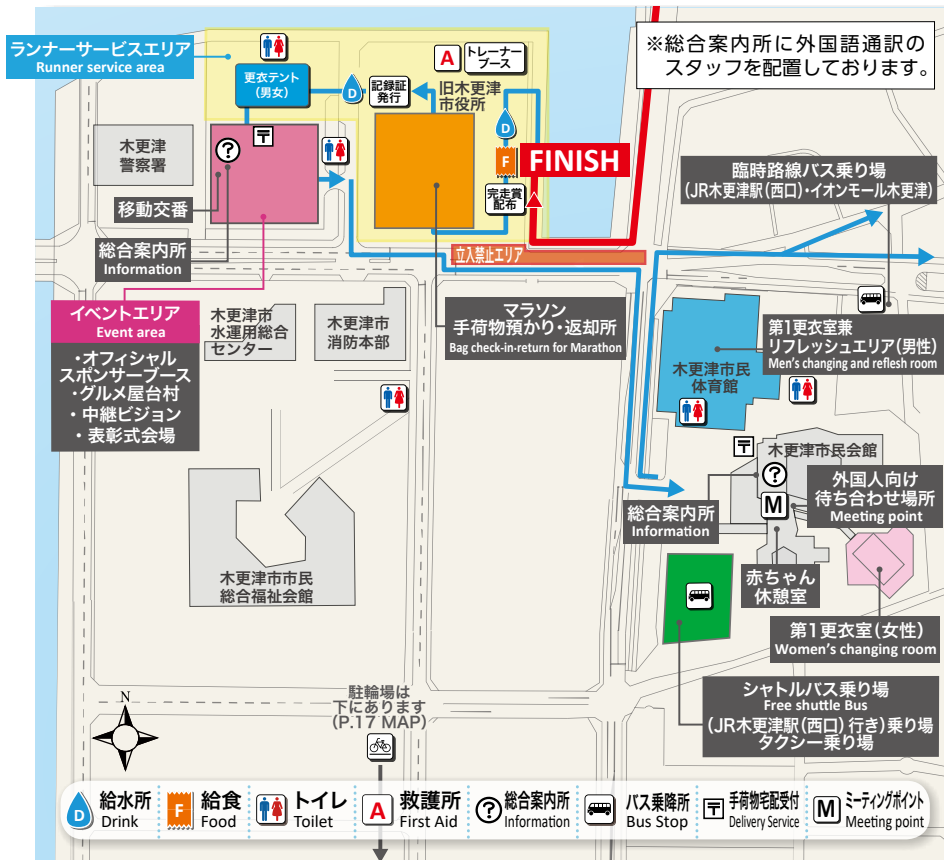 ランナーサービスエリア
Runner service area
更衣テント
(男女)
D
記録証
発行
A
トレーナー
ブース
旧木更津
市役所
D
F
FINISH
完走賞
配布
※総合案内所に外国語通訳の
スタッフを配置しております。
木更津
警察署
?
〒
移動交番
総合案内所
Information
立入禁止エリア
臨時路線バス乗り場
(JR木更津駅(西口)・イオンモール木更津)
イベントエリア
Event area
・オフィシャル
スポンサーブース
・グルメ屋台村
・中継ビジョン
・表彰式会場
木更津市
水運用総合
センター
木更津市
消防本部
マラソン
手荷物預かり・返却所
Bag check-in-return for Marathon
木更津市民
体育館
第1更衣室兼
リフレッシュエリア(男性)
Men's changing and reflesh room
〒
木更津市民会館
?
M
総合案内所
Information
外国人向け
待ち合わせ場所
Meeting point
赤ちゃん
休憩室
第1更衣室(女性)
Women's changing room
木更津市市民
総合福祉会館
シャトルバス乗り場
Free shuttle Bus
(JR木更津駅(西口)行き)乗り場
タクシー乗り場
駐輪場は
下にあります
(P.17 MAP)
N
D
給水所
Drink
F
給食
Food
トイレ
Toilet
A
救護所
First Aid
?
総合案内所
Information
バス乗降所
Bus Stop
〒
手荷物宅配受付
Delivery Service
M
ミーティングポイント
Meeting point